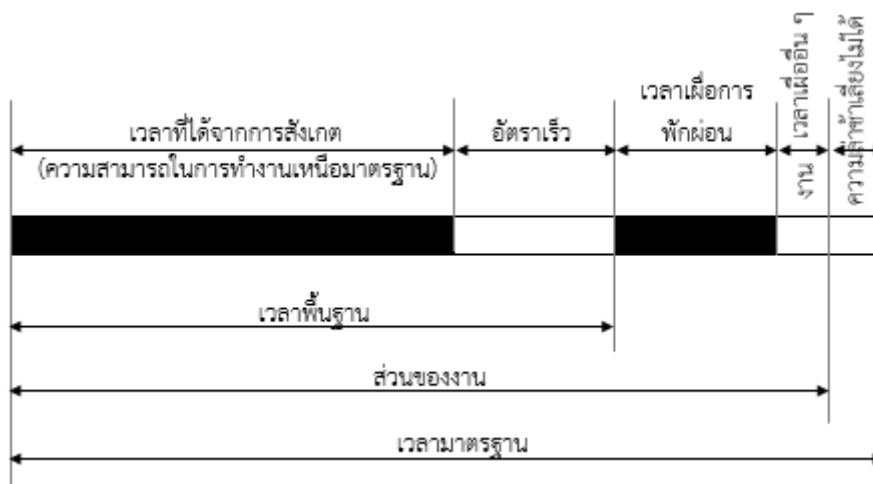 เวลาที่ได้จากการสังเกต
(ความสามารถในการทำงานเหนือมาตรฐาน)
อัตราเร็ว
เวลาเผื่อการ
พักผ่อน
เวลาเผื่ออื่น ๆ
งาน
ความล่าช้าเลี่ยงไม่ได้
เวลาพื้นฐาน
ส่วนของงาน
เวลามาตรฐาน